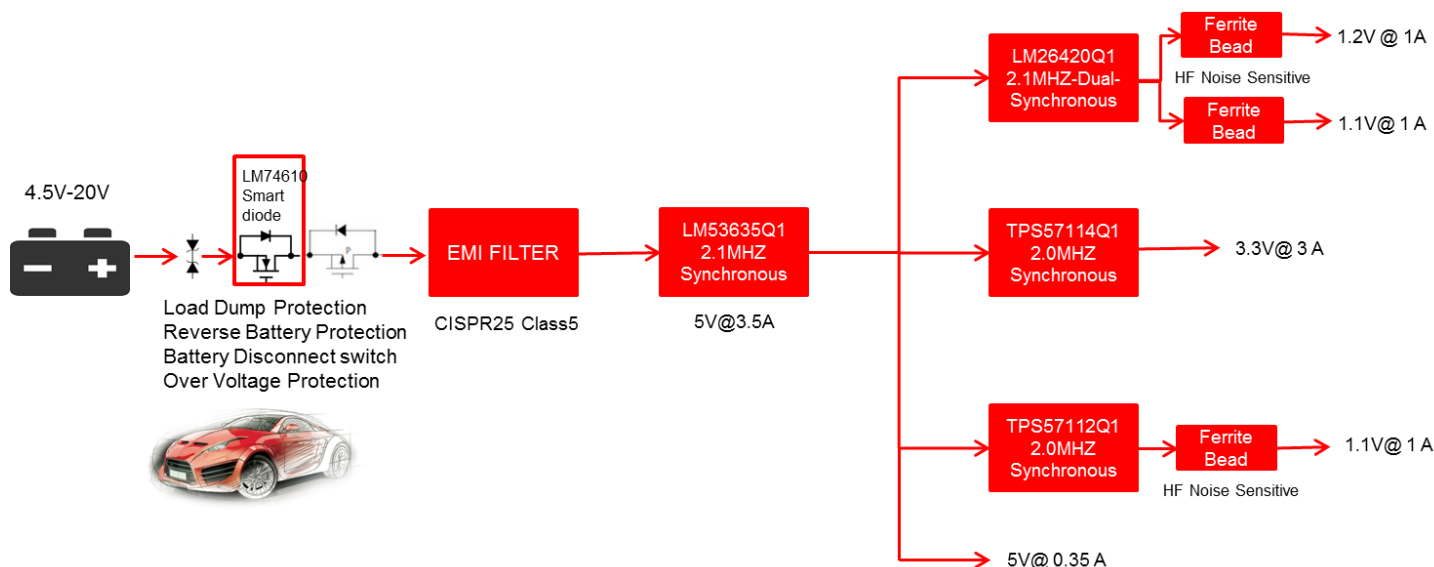 4.5V-20V
LM74610
Smart
diode
P
Load Dump Protection
Reverse Battery Protection
Battery Disconnect switch
Over Voltage Protection
EMI FILTER
CISPR25 Class5
LM53635Q1
2.1MHZ
Synchronous
5V@3.5A
LM26420Q1
2.1MHZ-Dual-
Synchronous
Ferrite
Bead
1.2V @ 1A
HF Noise Sensitive
Ferrite
Bead
1.1V@ 1 A
TPS57114Q1
2.0MHZ
Synchronous
3.3V@ 3 A
TPS57112Q1
2.0MHZ
Synchronous
Ferrite
Bead
1.1V@ 1 A
HF Noise Sensitive
5V@ 0.35 A